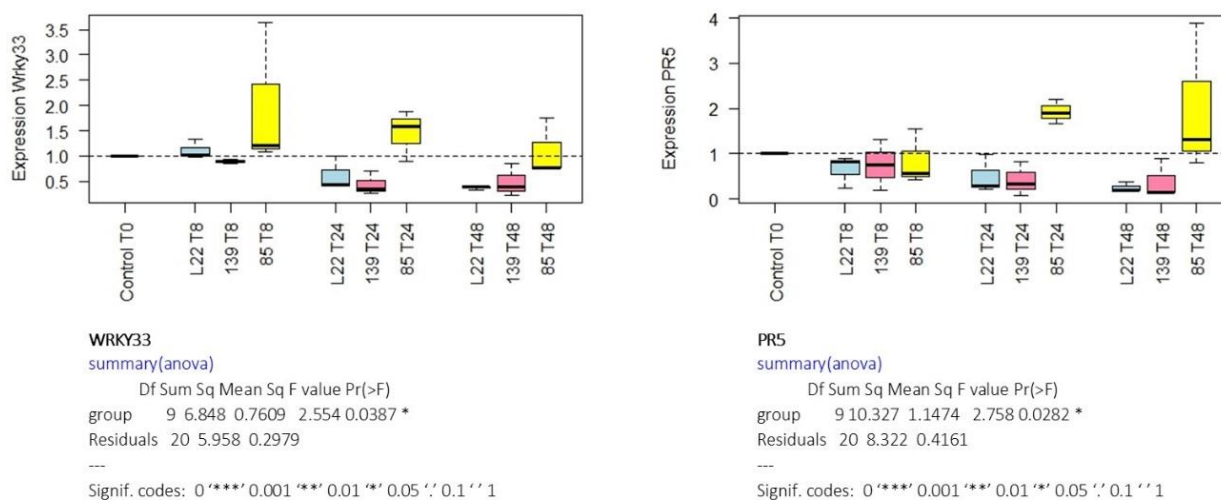 Expression Wrky33
3.5
3.0
2.5
2.0
1.5
1.0
0.5
Control T0
L22 T8
139 T8
85 T8
L22 T24
139 T24
85 T24
L22 T48
139 T48
85 T48
WRKY33
summary(anova)
Df Sum Sq Mean Sq F value Pr(>F)
group 9 6.848 0.7609 2.554 0.0387 *
Residuals 20 5.958 0.2979
---
Signif. codes: 0 ‘***’ 0.001 ‘**’ 0.01 ‘*’ 0.05 ‘.’ 0.1 ‘ ’ 1
Expression PR5
4
3
2
1
0
Control T0
L22 T8
139 T8
85 T8
L22 T24
139 T24
85 T24
L22 T48
139 T48
85 T48
PR5
summary(anova)
Df Sum Sq Mean Sq F value Pr(>F)
group 9 10.327 1.1474 2.758 0.0282 *
Residuals 20 8.322 0.4161
---
Signif. codes: 0 ‘***’ 0.001 ‘**’ 0.01 ‘*’ 0.05 ‘.’ 0.1 ‘ ’ 1